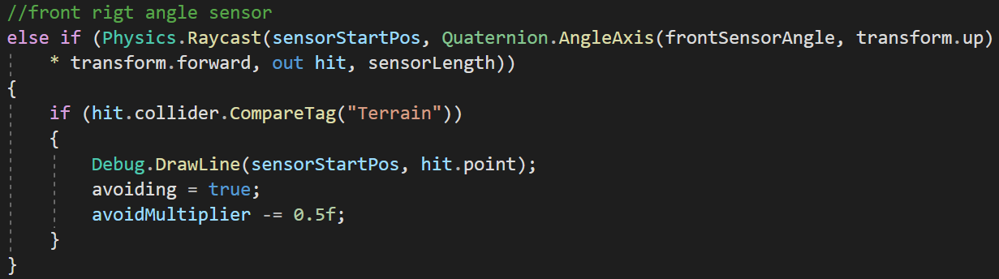 //front rigt angle sensor
else if (Physics.Raycast(sensorStartPos, Quaternion.AngleAxis(frontSensorAngle, transform.up)
    * transform.forward, out hit, sensorLength))
{
    if (hit.collider.CompareTag("Terrain"))
    {
        Debug.DrawLine(sensorStartPos, hit.point);
        avoiding = true;
        avoidMultiplier -= 0.5f;
    }
}